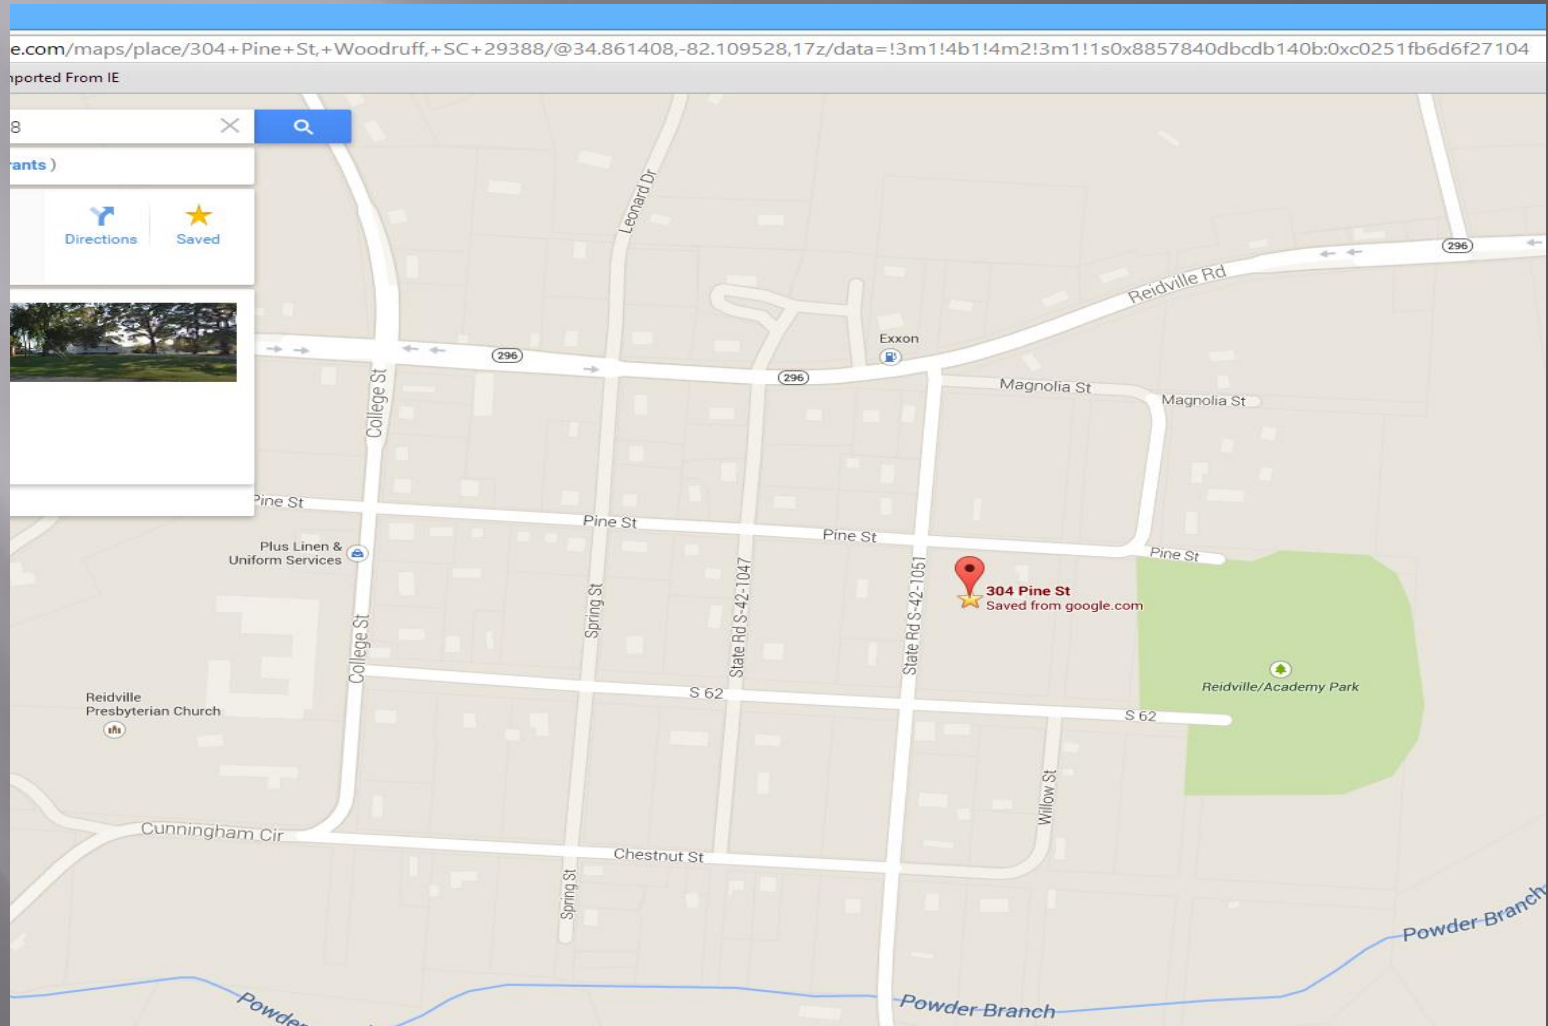 e.com/maps/place/304+Pine+St,+Woodruff,+SC+29388/@34.861408,-82.109528,17z/data=!3m1!4b1!4m2!3m1!1s0x8857840dbcdb140b:0xc0251fb6d6f27104
ported From IE
8
rants )
Directions
Saved
Leonard Dr
296
Reidville Rd
Exxon
296
296
College St
Magnolia St
Magnolia St
Pine St
Pine St
Pine St
Pine St
Plus Linen &
Uniform Services
304 Pine St
Saved from google.com
Spring St
State Rd S-42-1047
State Rd S-42-1051
College St
Reidville/Academy Park
Reidville
Presbyterian Church
S 62
S 62
Willow St
Cunningham Cir
Chestnut St
Spring St
Powder Branch
Powder Branch
Powder